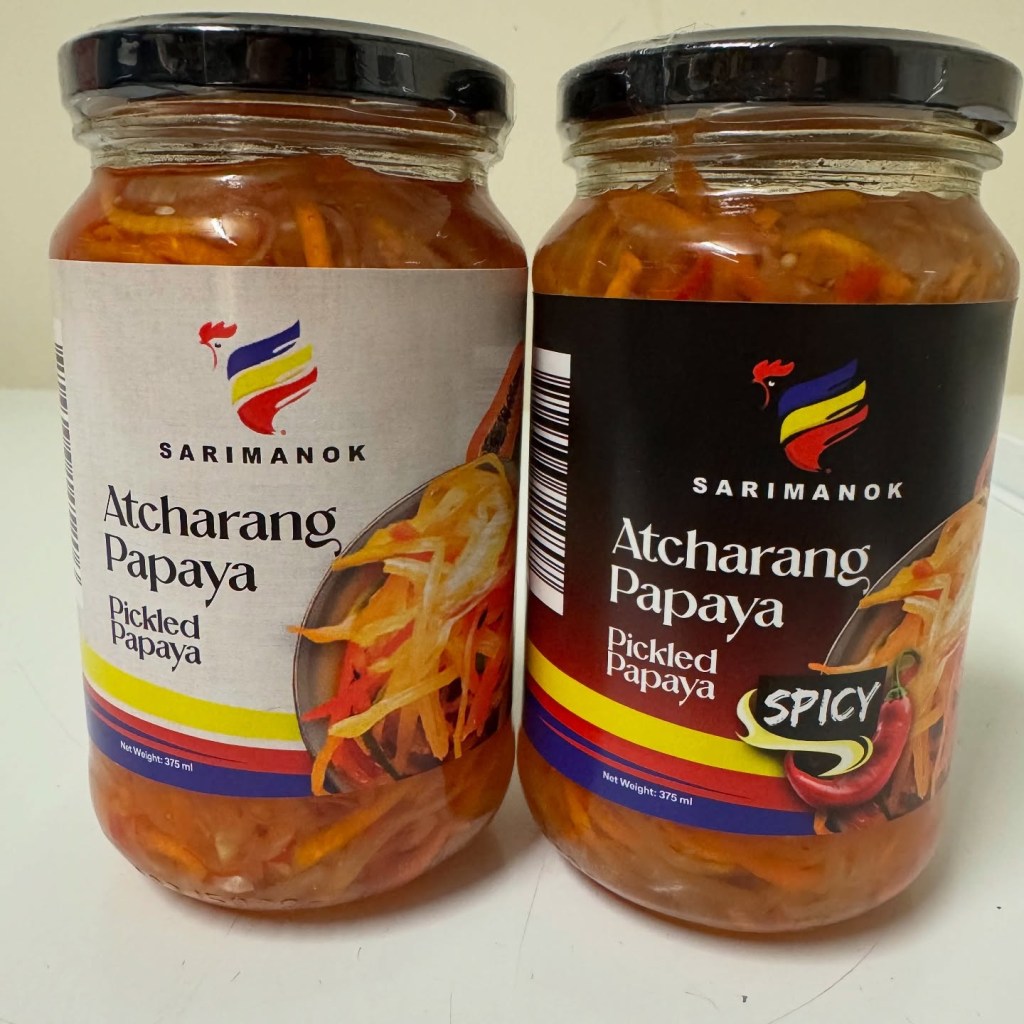 SARIMANOK
Atcharang
Papaya
Pickled
Papaya
Net Weight: 375 ml
SARIMANOK
Atcharang
Papaya
Pickled
Papaya
SPICY
Net Weight: 375 ml